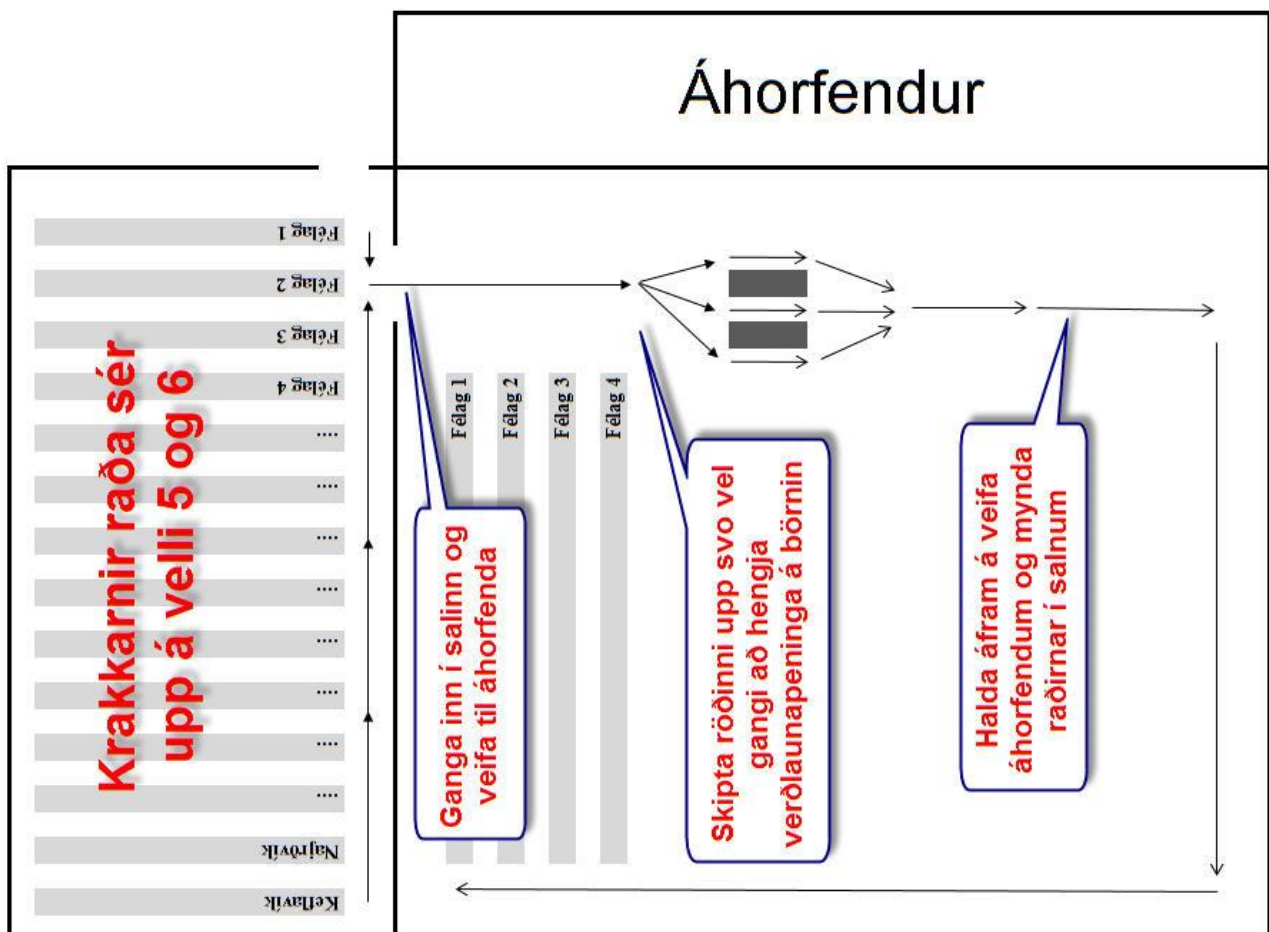 Áhorfendur
Félag 1
Félag 2
Félag 3
Félag 4
....
....
....
....
....
....
....
....
Najrðvík
Keflavík
Krakkarnir raða sér
upp á velli 5 og 6
Félag 1
Félag 2
Félag 3
Félag 4
Ganga inn í salinn og
veifa til áhorfenda
Skipta röðinni upp svo vel
gangi að hengja
verðlaunapeninga á börnin
Halda áfram á veifa
áhorfendum og mynda
raðirnar í salnum